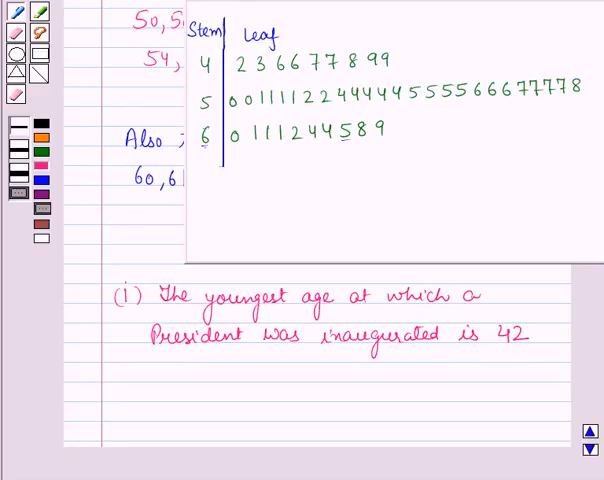 50, 5
54,
Also
60, 61
Stem Leaf
4 2 3 6 6 7 7 8 9 9
5 0 0 1 1 1 1 2 2 4 4 4 4 4 5 5 5 5 6 6 6 7 7 7 7 8
6 0 1 1 1 2 4 4 5 8 9
(i) The youngest age at which a
President was inaugurated is 42